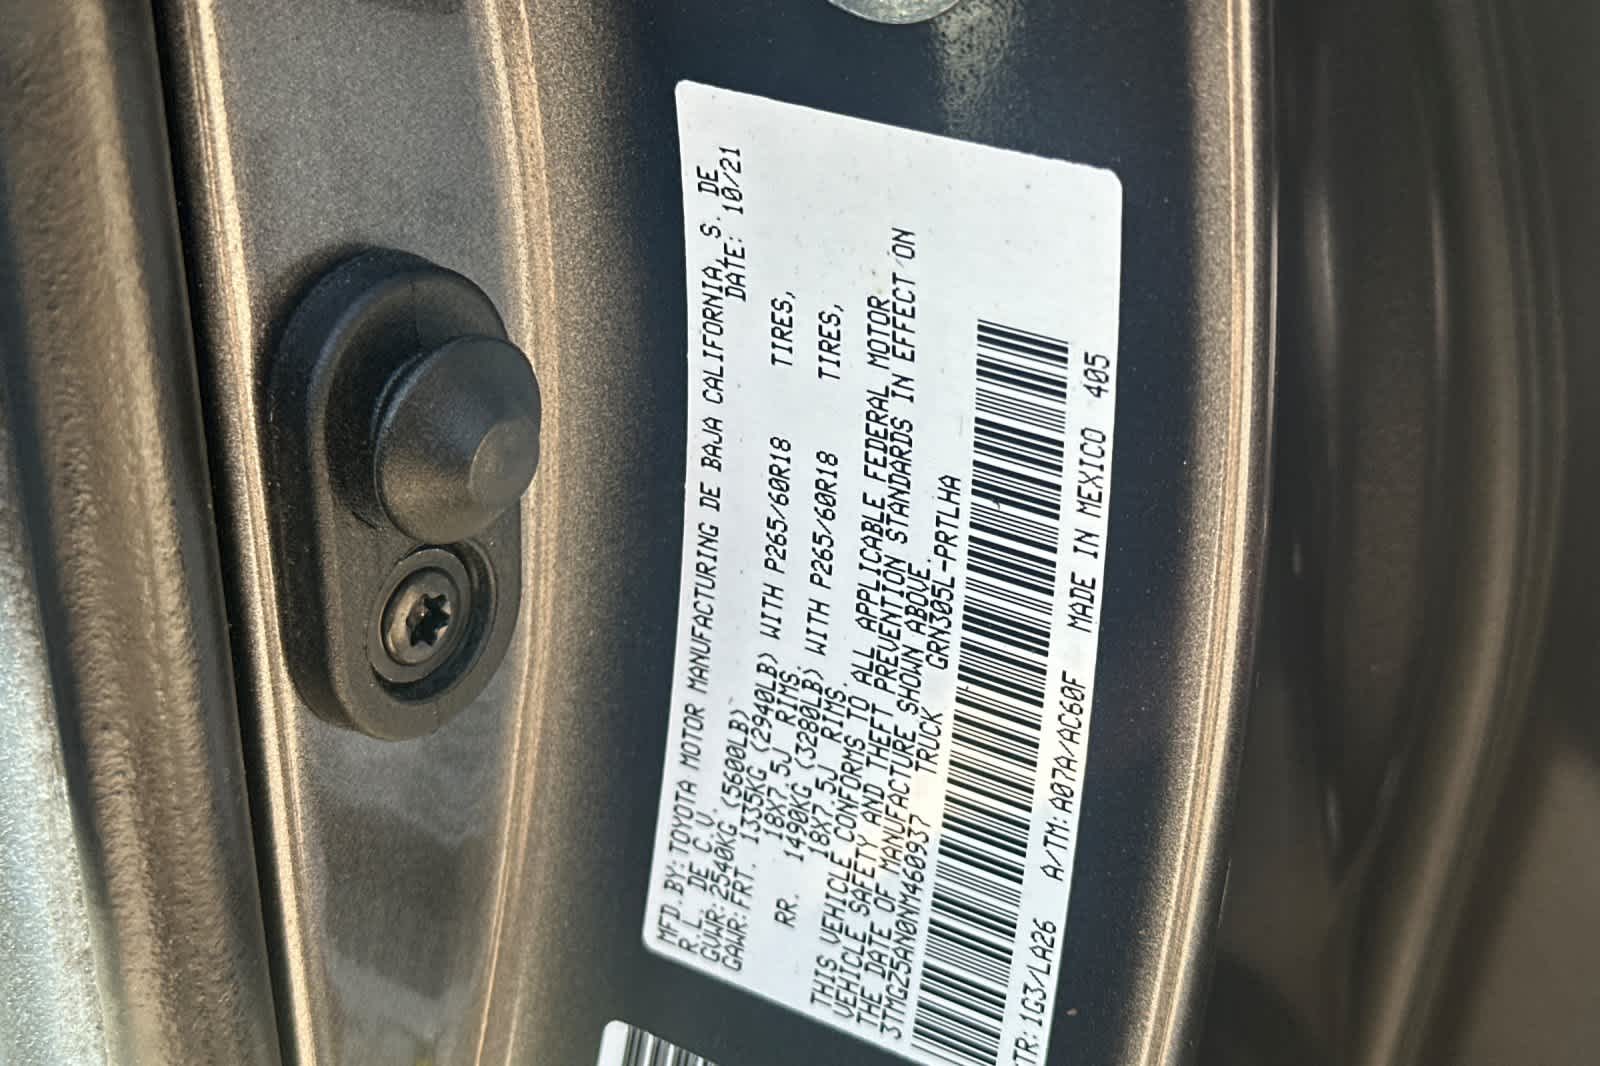 MFD.BY:TOYOTA MOTOR MANUFACTURING DE BAJA CALIFORNIA, S. DE
R.L. DE C.V. DATE: 10/21
GVWR:2540KG(5600LB)
GAWR:FRT. 1335KG(2940LB) WITH P265/60R18 TIRES,
18X7.5J RIMS.
RR. 1490KG(3280LB) WITH P265/60R18 TIRES,
18X7.5J RIMS
THIS VEHICLE CONFORMS TO ALL APPLICABLE FEDERAL MOTOR
VEHICLE SAFETY AND THEFT PREVENTION STANDARDS IN EFFECT ON
THE DATE OF MANUFACTURE SHOWN ABOVE.
3TMGZ5AN0NM460937 TRUCK GRN305L-PRTLHA
TR:1G3/LA26 A/TM:A07A/AC60F MADE IN MEXICO 405